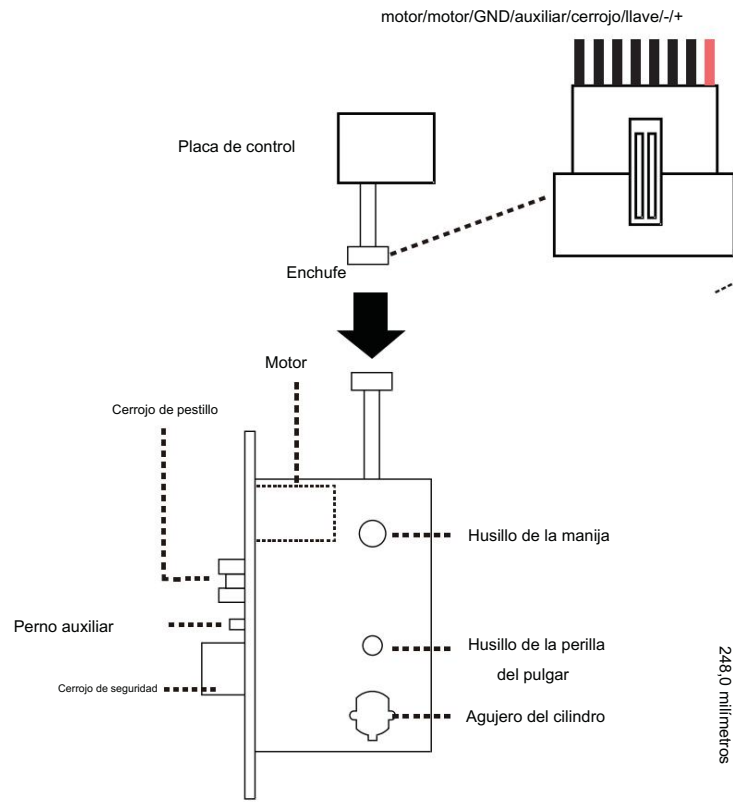 motor/motor/GND/auxiliar/cerrojo/llave/-/+
Placa de control
Enchufe
Motor
Cerrojo de pestillo
Husillo de la manija
Perno auxiliar
Husillo de la perilla
del pulgar
Cerrojo de seguridad
Agujero del cilindro
248,0 milímetros